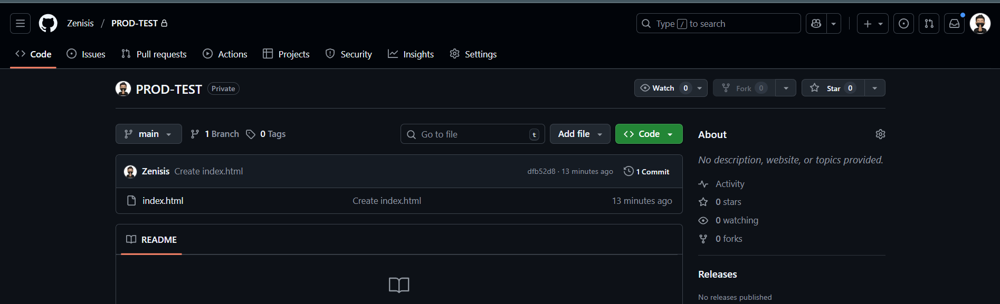 Zenisis / PROD-TEST
Type / to search
Code
Issues
Pull requests
Actions
Projects
Security
Insights
Settings
PROD-TEST Private
Watch 0
Fork 0
Star 0
main
1 Branch
0 Tags
Go to file t
Add file
Code
Zenisis Create index.html dfb52d8 · 13 minutes ago 1 Commit
index.html Create index.html 13 minutes ago
README
About
No description, website, or topics provided.
Activity
0 stars
0 watching
0 forks
Releases
No releases published